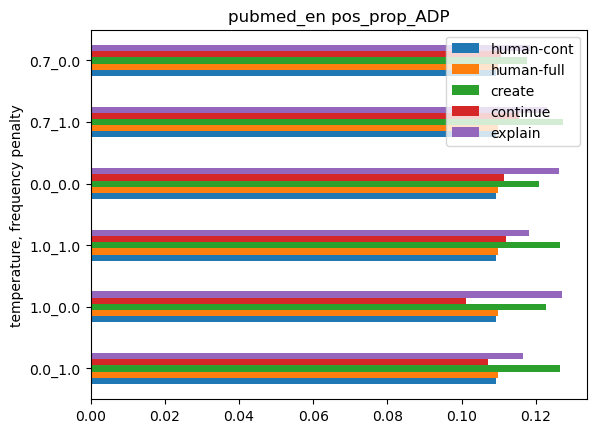 pubmed_en pos_prop_ADP
temperature, frequency penalty
0.7_0.0
0.7_1.0
0.0_0.0
1.0_1.0
1.0_0.0
0.0_1.0
human-cont
human-full
create
continue
explain
0.00 0.02 0.04 0.06 0.08 0.10 0.12